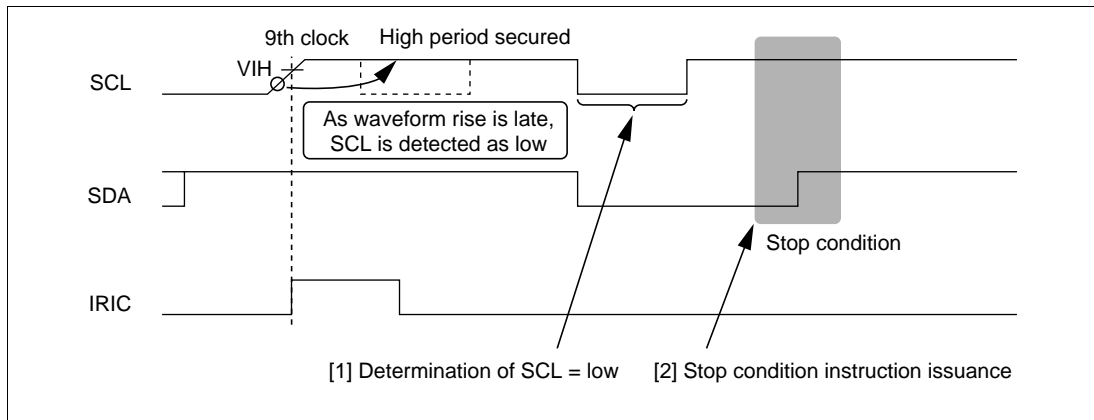 9th clock
High period secured
VIH
SCL
As waveform rise is late,
SCL is detected as low
SDA
Stop condition
IRIC
[1] Determination of SCL = low
[2] Stop condition instruction issuance